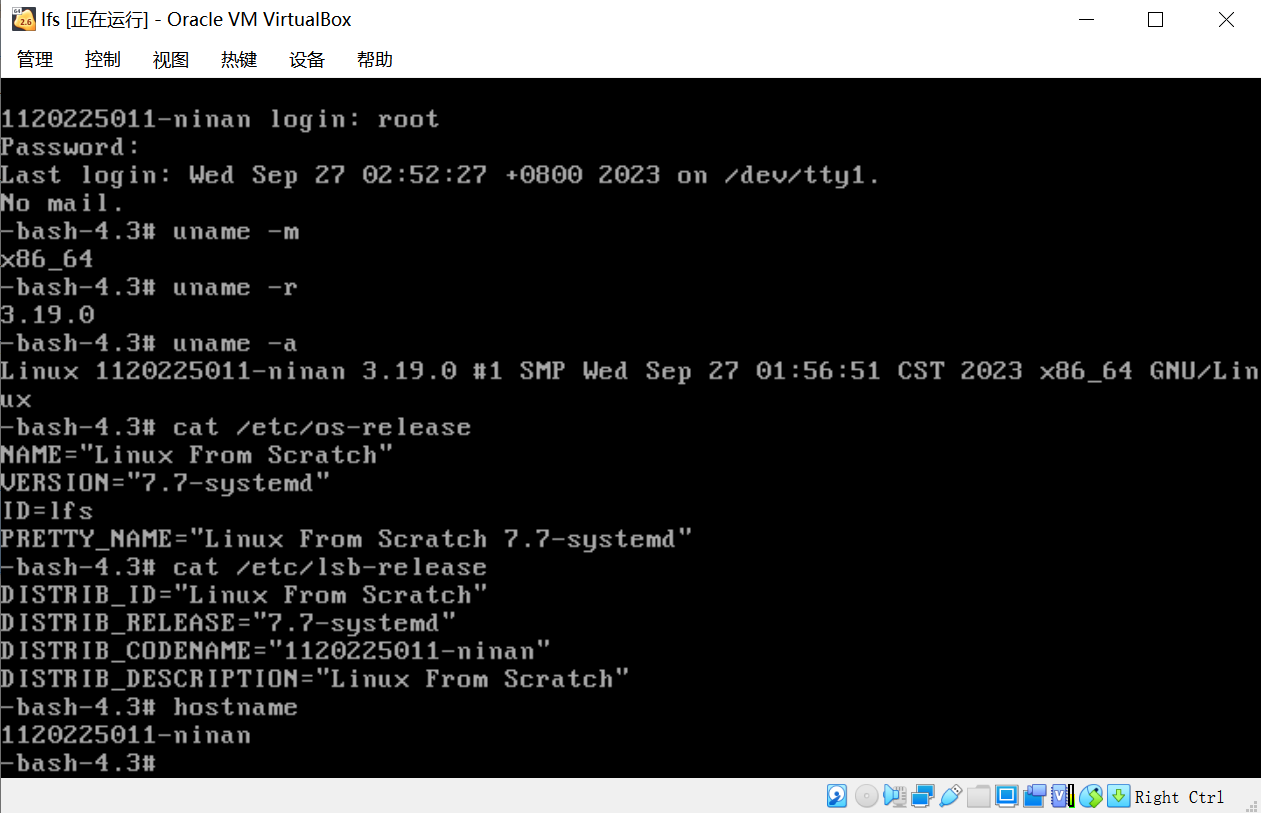 lfs [正在运行] - Oracle VM VirtualBox
管理 控制 视图 热键 设备 帮助
1120225011-ninan login: root
Password:
Last login: Wed Sep 27 02:52:27 +0800 2023 on /dev/tty1.
No mail.
-bash-4.3# uname -m
x86_64
-bash-4.3# uname -r
3.19.0
-bash-4.3# uname -a
Linux 1120225011-ninan 3.19.0 #1 SMP Wed Sep 27 01:56:51 CST 2023 x86_64 GNU/Lin
ux
-bash-4.3# cat /etc/os-release
NAME="Linux From Scratch"
VERSION="7.7-systemd"
ID=lfs
PRETTY_NAME="Linux From Scratch 7.7-systemd"
-bash-4.3# cat /etc/lsb-release
DISTRIB_ID="Linux From Scratch"
DISTRIB_RELEASE="7.7-systemd"
DISTRIB_CODENAME="1120225011-ninan"
DISTRIB_DESCRIPTION="Linux From Scratch"
-bash-4.3# hostname
1120225011-ninan
-bash-4.3#
Right Ctrl